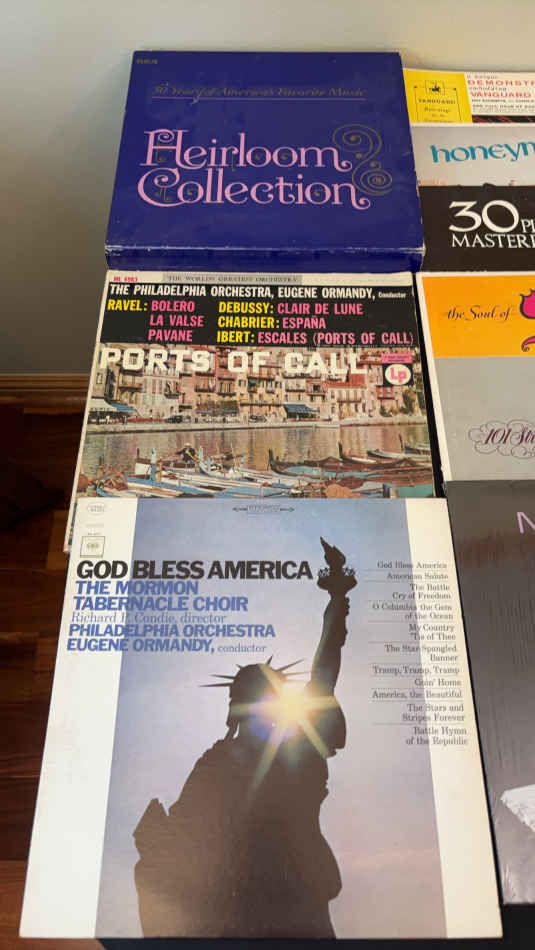 RCA
50 Years of America's Favorite Music
Heirloom
Collection
VANGUARD
DEMONSTR
VANGUARD
honeym
30 PI
MASTER
the Soul of
101 Str
ML 4983
"THE WORLD'S GREATEST ORCHESTRA"
THE PHILADELPHIA ORCHESTRA, EUGENE ORMANDY, Conductor
RAVEL: BOLERO
LA VALSE
PAVANE
DEBUSSY: CLAIR DE LUNE
CHABRIER: ESPAÑA
IBERT: ESCALES (PORTS OF CALL)
PORTS OF CALL
Lp
STEREO
CBS
GOD BLESS AMERICA
THE MORMON
TABERNACLE CHOIR
Richard P. Condie, director
PHILADELPHIA ORCHESTRA
EUGENE ORMANDY, conductor
God Bless America
American Salute
The Battle
Cry of Freedom
O Columbia the Gem
of the Ocean
My Country
'Tis of Thee
The Star Spangled
Banner
Tramp, Tramp, Tramp
Goin' Home
America, the Beautiful
The Stars and
Stripes Forever
Battle Hymn
of the Republic
N